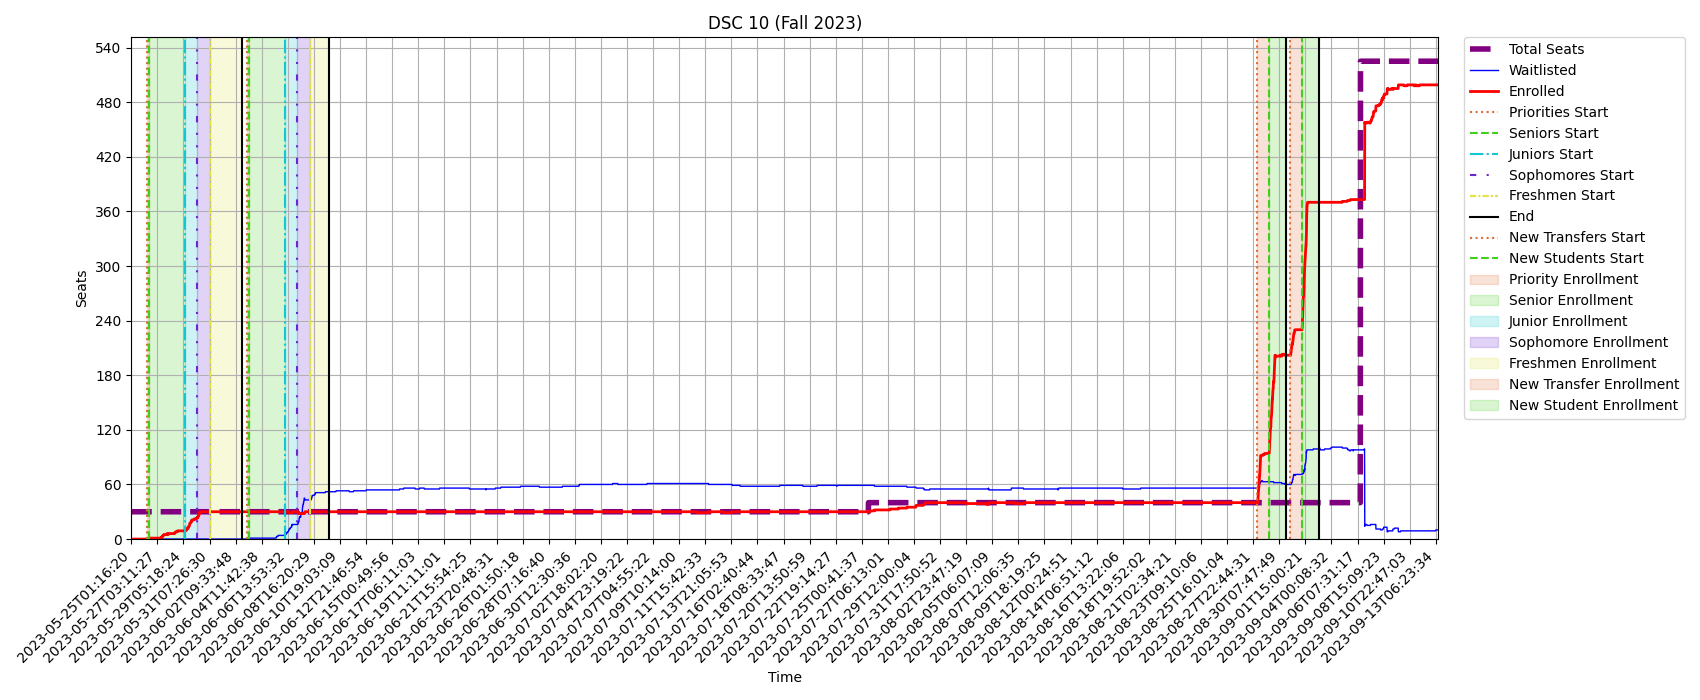 DSC 10 (Fall 2023)
Seats
540
480
420
360
300
240
180
120
60
0
2023-05-25T01:16:20
2023-05-27T03:11:27
2023-05-29T05:18:24
2023-05-31T07:26:30
2023-06-02T09:33:48
2023-06-04T11:42:38
2023-06-06T13:53:32
2023-06-08T16:20:29
2023-06-10T19:03:09
2023-06-12T21:46:54
2023-06-15T00:49:56
2023-06-17T06:11:03
2023-06-19T11:11:01
2023-06-21T15:54:25
2023-06-23T20:48:31
2023-06-26T01:50:18
2023-06-28T07:16:40
2023-06-30T12:30:36
2023-07-02T18:02:20
2023-07-04T23:19:22
2023-07-07T04:55:22
2023-07-09T10:14:00
2023-07-11T15:42:33
2023-07-13T21:05:53
2023-07-16T02:40:44
2023-07-18T08:33:47
2023-07-20T13:50:59
2023-07-22T19:14:27
2023-07-25T00:41:37
2023-07-27T06:13:01
2023-07-29T12:00:04
2023-07-31T17:50:52
2023-08-02T23:47:19
2023-08-05T06:07:09
2023-08-07T12:06:35
2023-08-09T18:19:25
2023-08-12T00:24:51
2023-08-14T06:51:12
2023-08-16T13:22:06
2023-08-18T19:52:02
2023-08-21T02:34:21
2023-08-23T09:10:06
2023-08-25T16:01:04
2023-08-27T22:44:31
2023-08-30T07:47:49
2023-09-01T15:00:21
2023-09-04T00:08:32
2023-09-06T07:31:17
2023-09-08T15:09:23
2023-09-10T22:47:03
2023-09-13T06:23:34
Time
Total Seats
Waitlisted
Enrolled
Priorities Start
Seniors Start
Juniors Start
Sophomores Start
Freshmen Start
End
New Transfers Start
New Students Start
Priority Enrollment
Senior Enrollment
Junior Enrollment
Sophomore Enrollment
Freshmen Enrollment
New Transfer Enrollment
New Student Enrollment